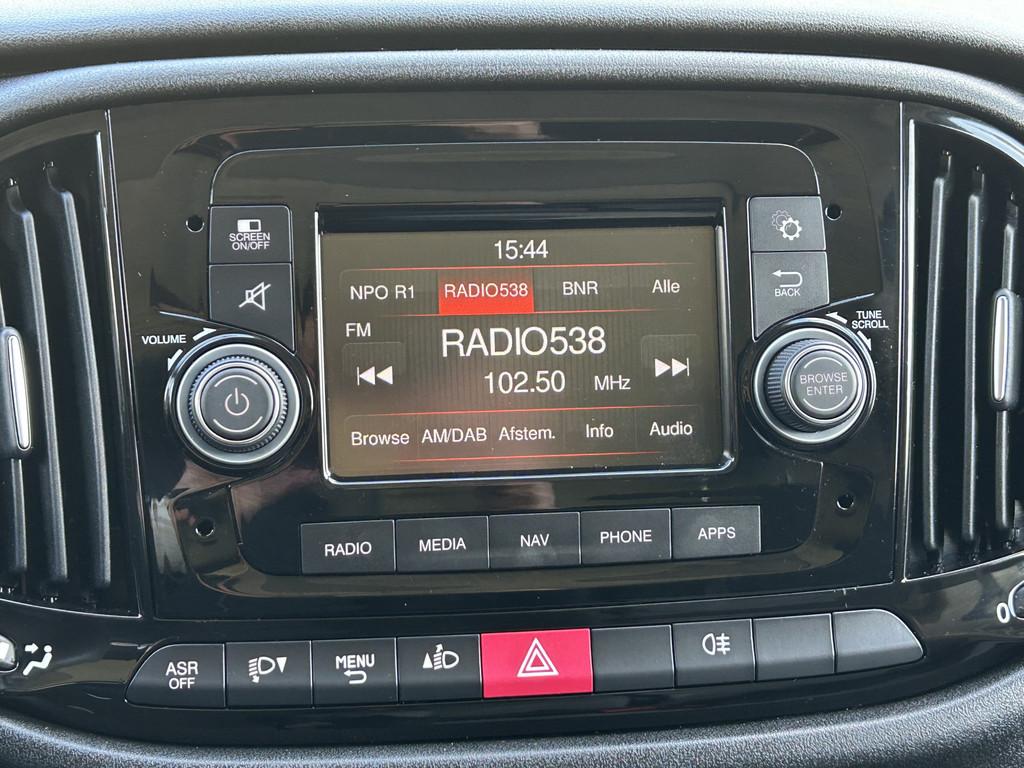 SCREEN
ON/OFF
15:44
NPO R1 RADIO538 BNR Alle
FM
RADIO538
102.50 MHz
Browse AM/DAB Afstem. Info Audio
BACK
VOLUME
TUNE
SCROLL
BROWSE
ENTER
RADIO MEDIA NAV PHONE APPS
ASR
OFF
MENU
0